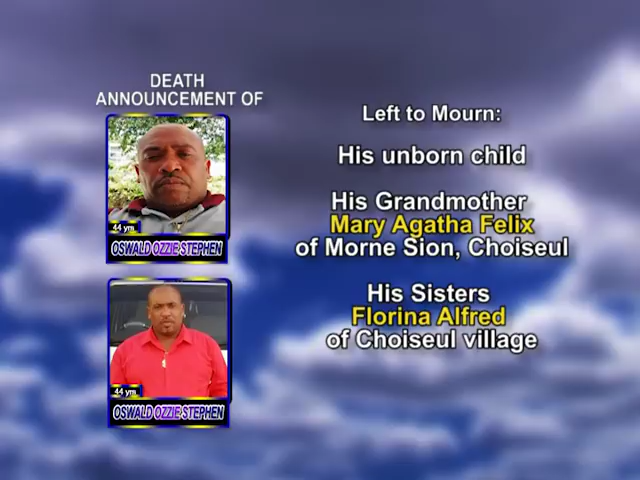 DEATH
ANNOUNCEMENT OF
44 yrs
OSWALD OZZIE STEPHEN
44 yrs
OSWALD OZZIE STEPHEN
Left to Mourn:
His unborn child
His Grandmother
Mary Agatha Felix
of Morne Sion, Choiseul
His Sisters
Florina Alfred
of Choiseul village